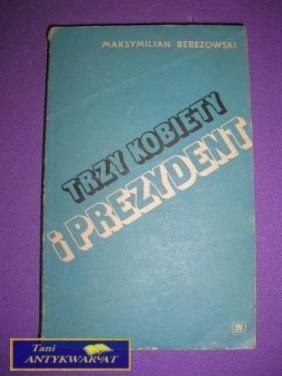 MAKSYMILIAN BEREZOWSKI
TRZY KOBIETY
i PREZYDENT
Tani
ANTYKWARIAT